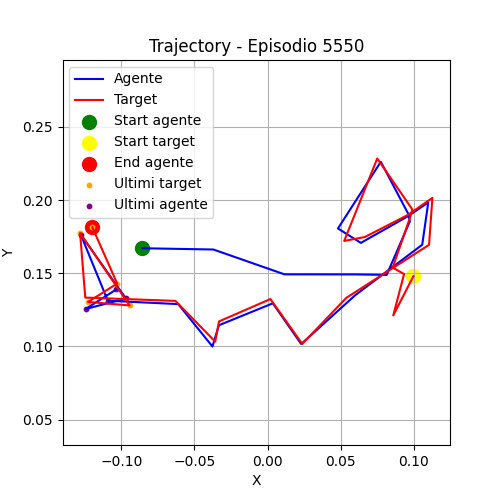 Trajectory - Episodio 5550
Agente
Target
Start agente
Start target
End agente
Ultimi target
Ultimi agente
0.25
0.20
0.15
0.10
0.05
Y
−0.10
−0.05
0.00
0.05
0.10
X